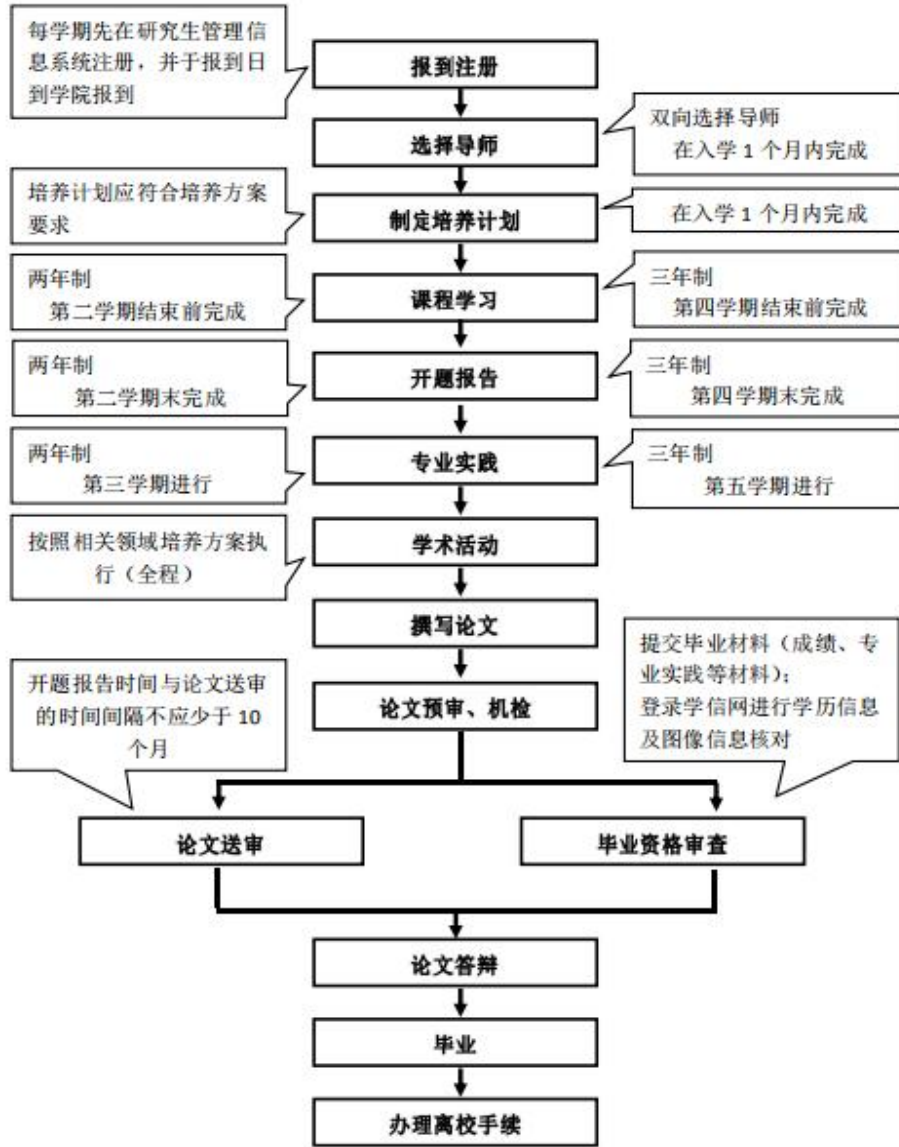 每学期先在研究生管理信
息系统注册，并于报到日
到学院报到
报到注册
双向选择导师
在入学 1 个月内完成
选择导师
培养计划应符合培养方案
要求
制定培养计划
在入学 1 个月内完成
两年制
第二学期结束前完成
课程学习
三年制
第四学期结束前完成
两年制
第二学期末完成
开题报告
三年制
第四学期末完成
两年制
第三学期进行
专业实践
三年制
第五学期进行
按照相关领域培养方案执
行（全程）
学术活动
撰写论文
提交毕业材料（成绩、专
业实践等材料）；
登录学信网进行学历信息
及图像信息核对
开题报告时间与论文送审
的时间间隔不应少于 10
个月
论文预审、机检
论文送审
毕业资格审查
论文答辩
毕业
办理离校手续